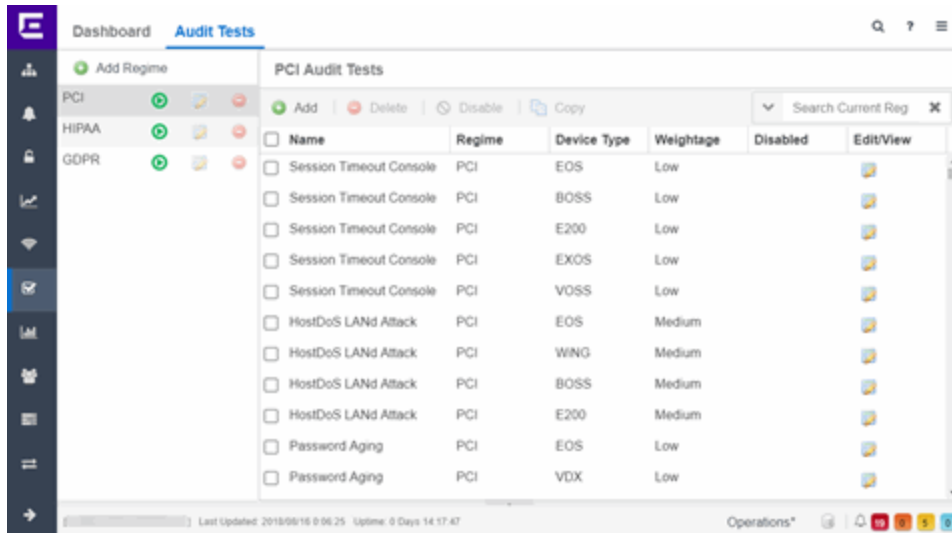 Dashboard Audit Tests
Add Regime
PCI
HIPAA
GDPR
PCI Audit Tests
Add Delete Disable Copy Search Current Reg
Name Regime Device Type Weightage Disabled Edit/View
Session Timeout Console PCI EOS Low
Session Timeout Console PCI BOSS Low
Session Timeout Console PCI E200 Low
Session Timeout Console PCI EXOS Low
Session Timeout Console PCI VOSS Low
HostDoS LANd Attack PCI EOS Medium
HostDoS LANd Attack PCI WiNG Medium
HostDoS LANd Attack PCI BOSS Medium
HostDoS LANd Attack PCI E200 Medium
Password Aging PCI EOS Low
Password Aging PCI VDX Low
Last Updated: 2018/08/16 0:06:25 Uptime: 0 Days 14:17:47 Operations* 19 0 5 0